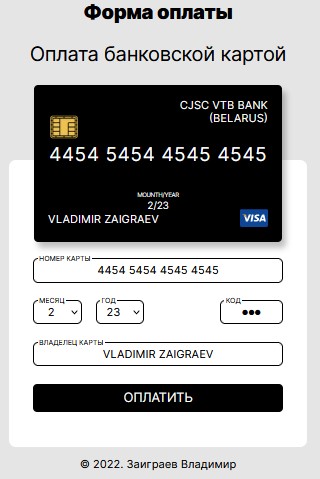 Форма оплаты
Оплата банковской картой
CJSC VTB BANK
(BELARUS)
4454 5454 4545 4545
MOUNTH/YEAR
2/23
VLADIMIR ZAIGRAEV
VISA
НОМЕР КАРТЫ
4454 5454 4545 4545
МЕСЯЦ
ГОД
КОД
2
23
●●●
ВЛАДЕЛЕЦ КАРТЫ
VLADIMIR ZAIGRAEV
ОПЛАТИТЬ
© 2022. Заиграев Владимир